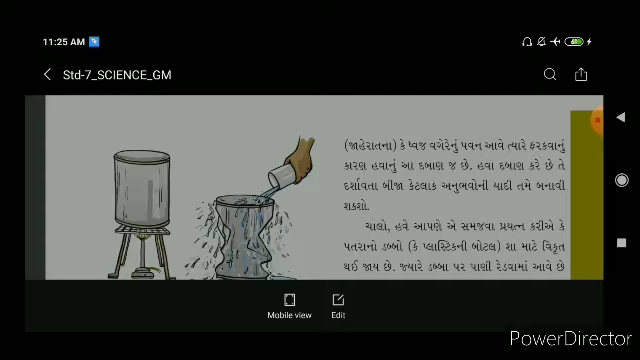 11:25 AM
61
Std-7_SCIENCE_GM
(જાહેરાતના) કે ધ્વજ વગેરેનું પવન આવે ત્યારે ફરકવાનું
કારણ હવાનું આ દબાણ જ છે. હવા દબાણ કરે છે તે
દર્શાવતા બીજા કેટલાક અનુભવોની યાદી તમે બનાવી
શકશો.
ચાલો, હવે આપણે એ સમજવા પ્રયત્ન કરીએ કે
પતરાનો ડબ્બો (કે પ્લાસ્ટિકની બોટલ) શા માટે વિકૃત
થઈ જાય છે. જ્યારે ડબ્બા પર પાણી રેડવામાં આવે છે
Mobile view
Edit
PowerDirector